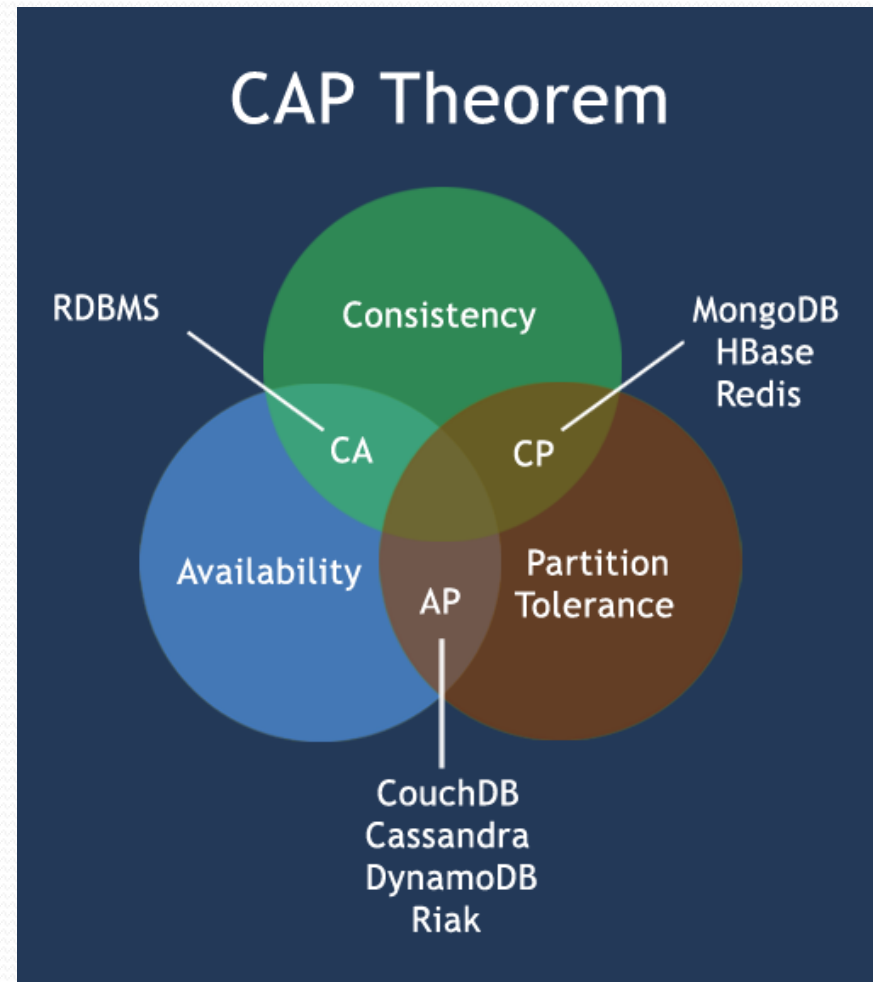 CAP Theorem
RDBMS
Consistency
MongoDB
HBase
Redis
CA
CP
Availability
Partition
Tolerance
AP
CouchDB
Cassandra
DynamoDB
Riak